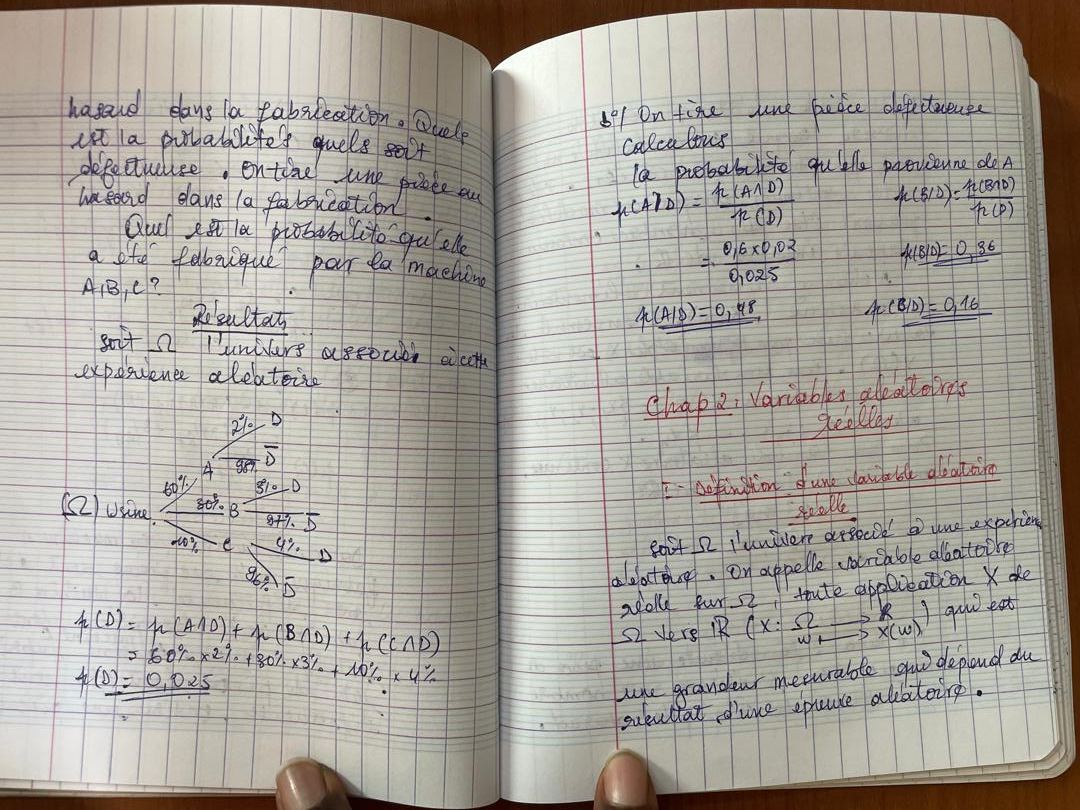 hasard dans la fabrication. Quels
est la probabilités quels soit
défectueuse. On tire une pièce au
hasard dans la fabrication.
Quel est la probabilité qu'elle
a été fabriqué par la machine
A, B, C?
Résultat
soit Ω l'univers associé à cette
expérience aléatoire
2% D
A 98% D̅
60%
(Ω) usine 30% B 3% D
97% D̅
10% C 4% D
96% D̅
p(D) = p(A∩D) + p(B∩D) + p(C∩D)
= 60% × 2% + 30% × 3% + 10% × 4%
p(D) = 0,025
b°/ On tire une pièce defectueuse
Calculons
la probabilité qu'elle provienne de A
p(A/D) = p(A∩D) / p(D) p(B/D) = p(B∩D) / p(D)
= 0,6 x 0,02 / 0,025 p(B/D) = 0,36
p(A/D) = 0,48 p(C/D) = 0,16
Chap 2: Variables aléatoires
réelles
I- Définition d'une variable aléatoire
réelle.
soit Ω l'univers associé à une expérience
aléatoire. On appelle variable aléatoire
réelle sur Ω, toute application X de
Ω vers ℝ (X: Ω → ℝ
w ↦ X(w)) qui est
une grandeur mesurable qui dépend du
résultat d'une épreuve aléatoire.